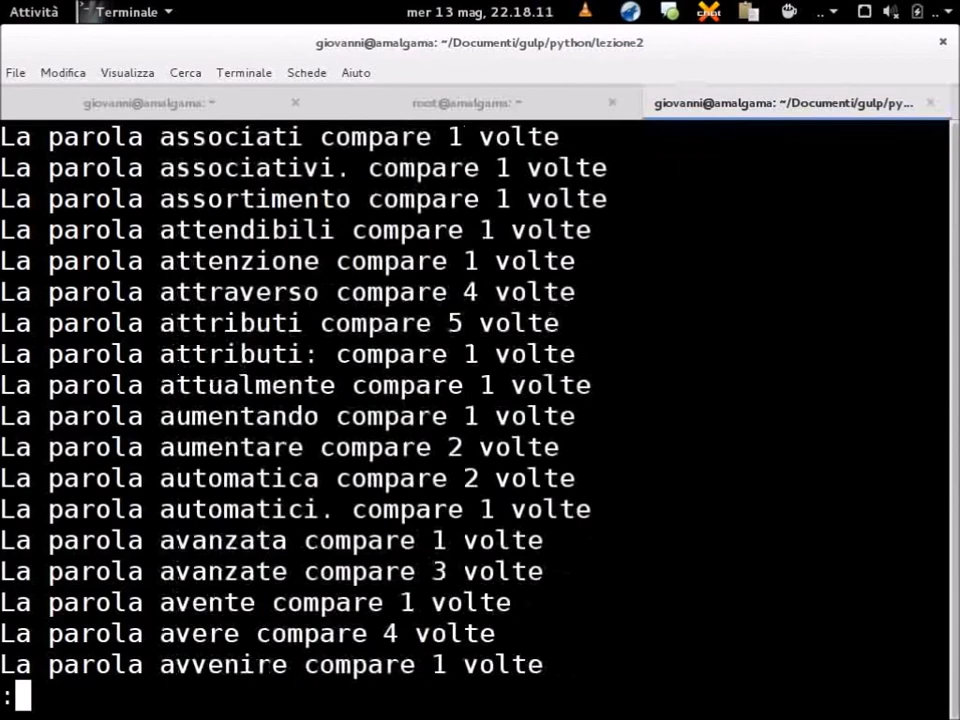 Attività Terminale mer 13 mag, 22.18.11 chat .. ..
giovanni@amalgama: ~/Documenti/gulp/python/lezione2
File Modifica Visualizza Cerca Terminale Schede Aiuto
giovanni@amalgama: ~ root@amalgama: ~ giovanni@amalgama: ~/Documenti/gulp/py...
La parola associati compare 1 volte
La parola associativi. compare 1 volte
La parola assortimento compare 1 volte
La parola attendibili compare 1 volte
La parola attenzione compare 1 volte
La parola attraverso compare 4 volte
La parola attributi compare 5 volte
La parola attributi: compare 1 volte
La parola attualmente compare 1 volte
La parola aumentando compare 1 volte
La parola aumentare compare 2 volte
La parola automatica compare 2 volte
La parola automatici. compare 1 volte
La parola avanzata compare 1 volte
La parola avanzate compare 3 volte
La parola avente compare 1 volte
La parola avere compare 4 volte
La parola avvenire compare 1 volte
: